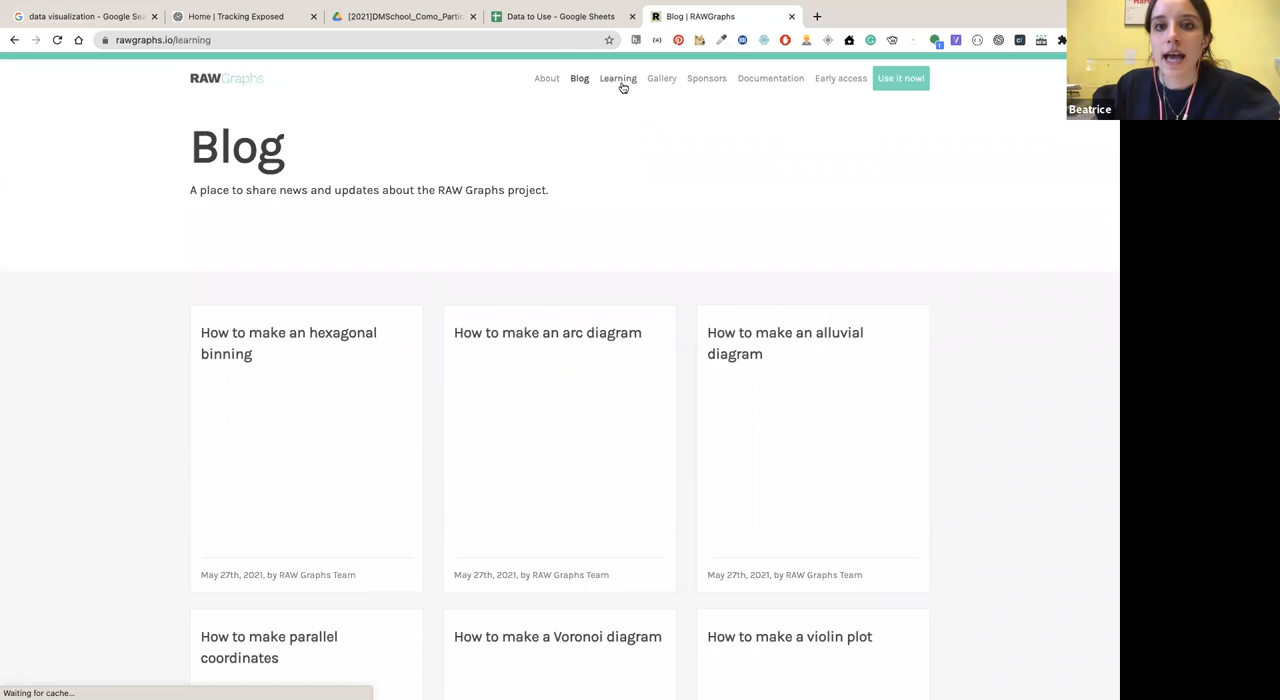 data visualization - Google Sea
Home | Tracking Exposed
[2021]DMSchool_Como_Partic
Data to Use - Google Sheets
Blog | RAWGraphs
rawgraphs.io/learning
RAWGraphs
About Blog Learning Gallery Sponsors Documentation Early access Use it now!
Beatrice
Blog
A place to share news and updates about the RAW Graphs project.
How to make an hexagonal
binning
May 27th, 2021, by RAW Graphs Team
How to make an arc diagram
May 27th, 2021, by RAW Graphs Team
How to make an alluvial
diagram
May 27th, 2021, by RAW Graphs Team
How to make parallel
coordinates
How to make a Voronoi diagram
How to make a violin plot
Waiting for cache...